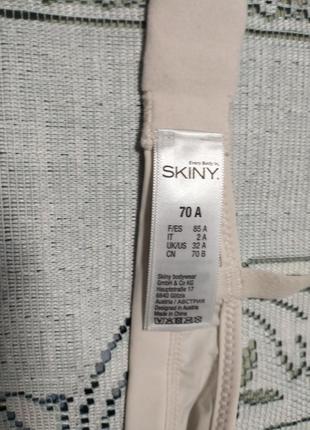 Every Body in.
SKINY.
70 A
F/ES 85 A
IT 2 A
UK/US 32 A
CN 70 B
Skiny bodywear
GmbH & Co KG
Hauptstraße 17
6840 Götzis
Austria / АВСТРИЯ
Designed in Austria
Made in China